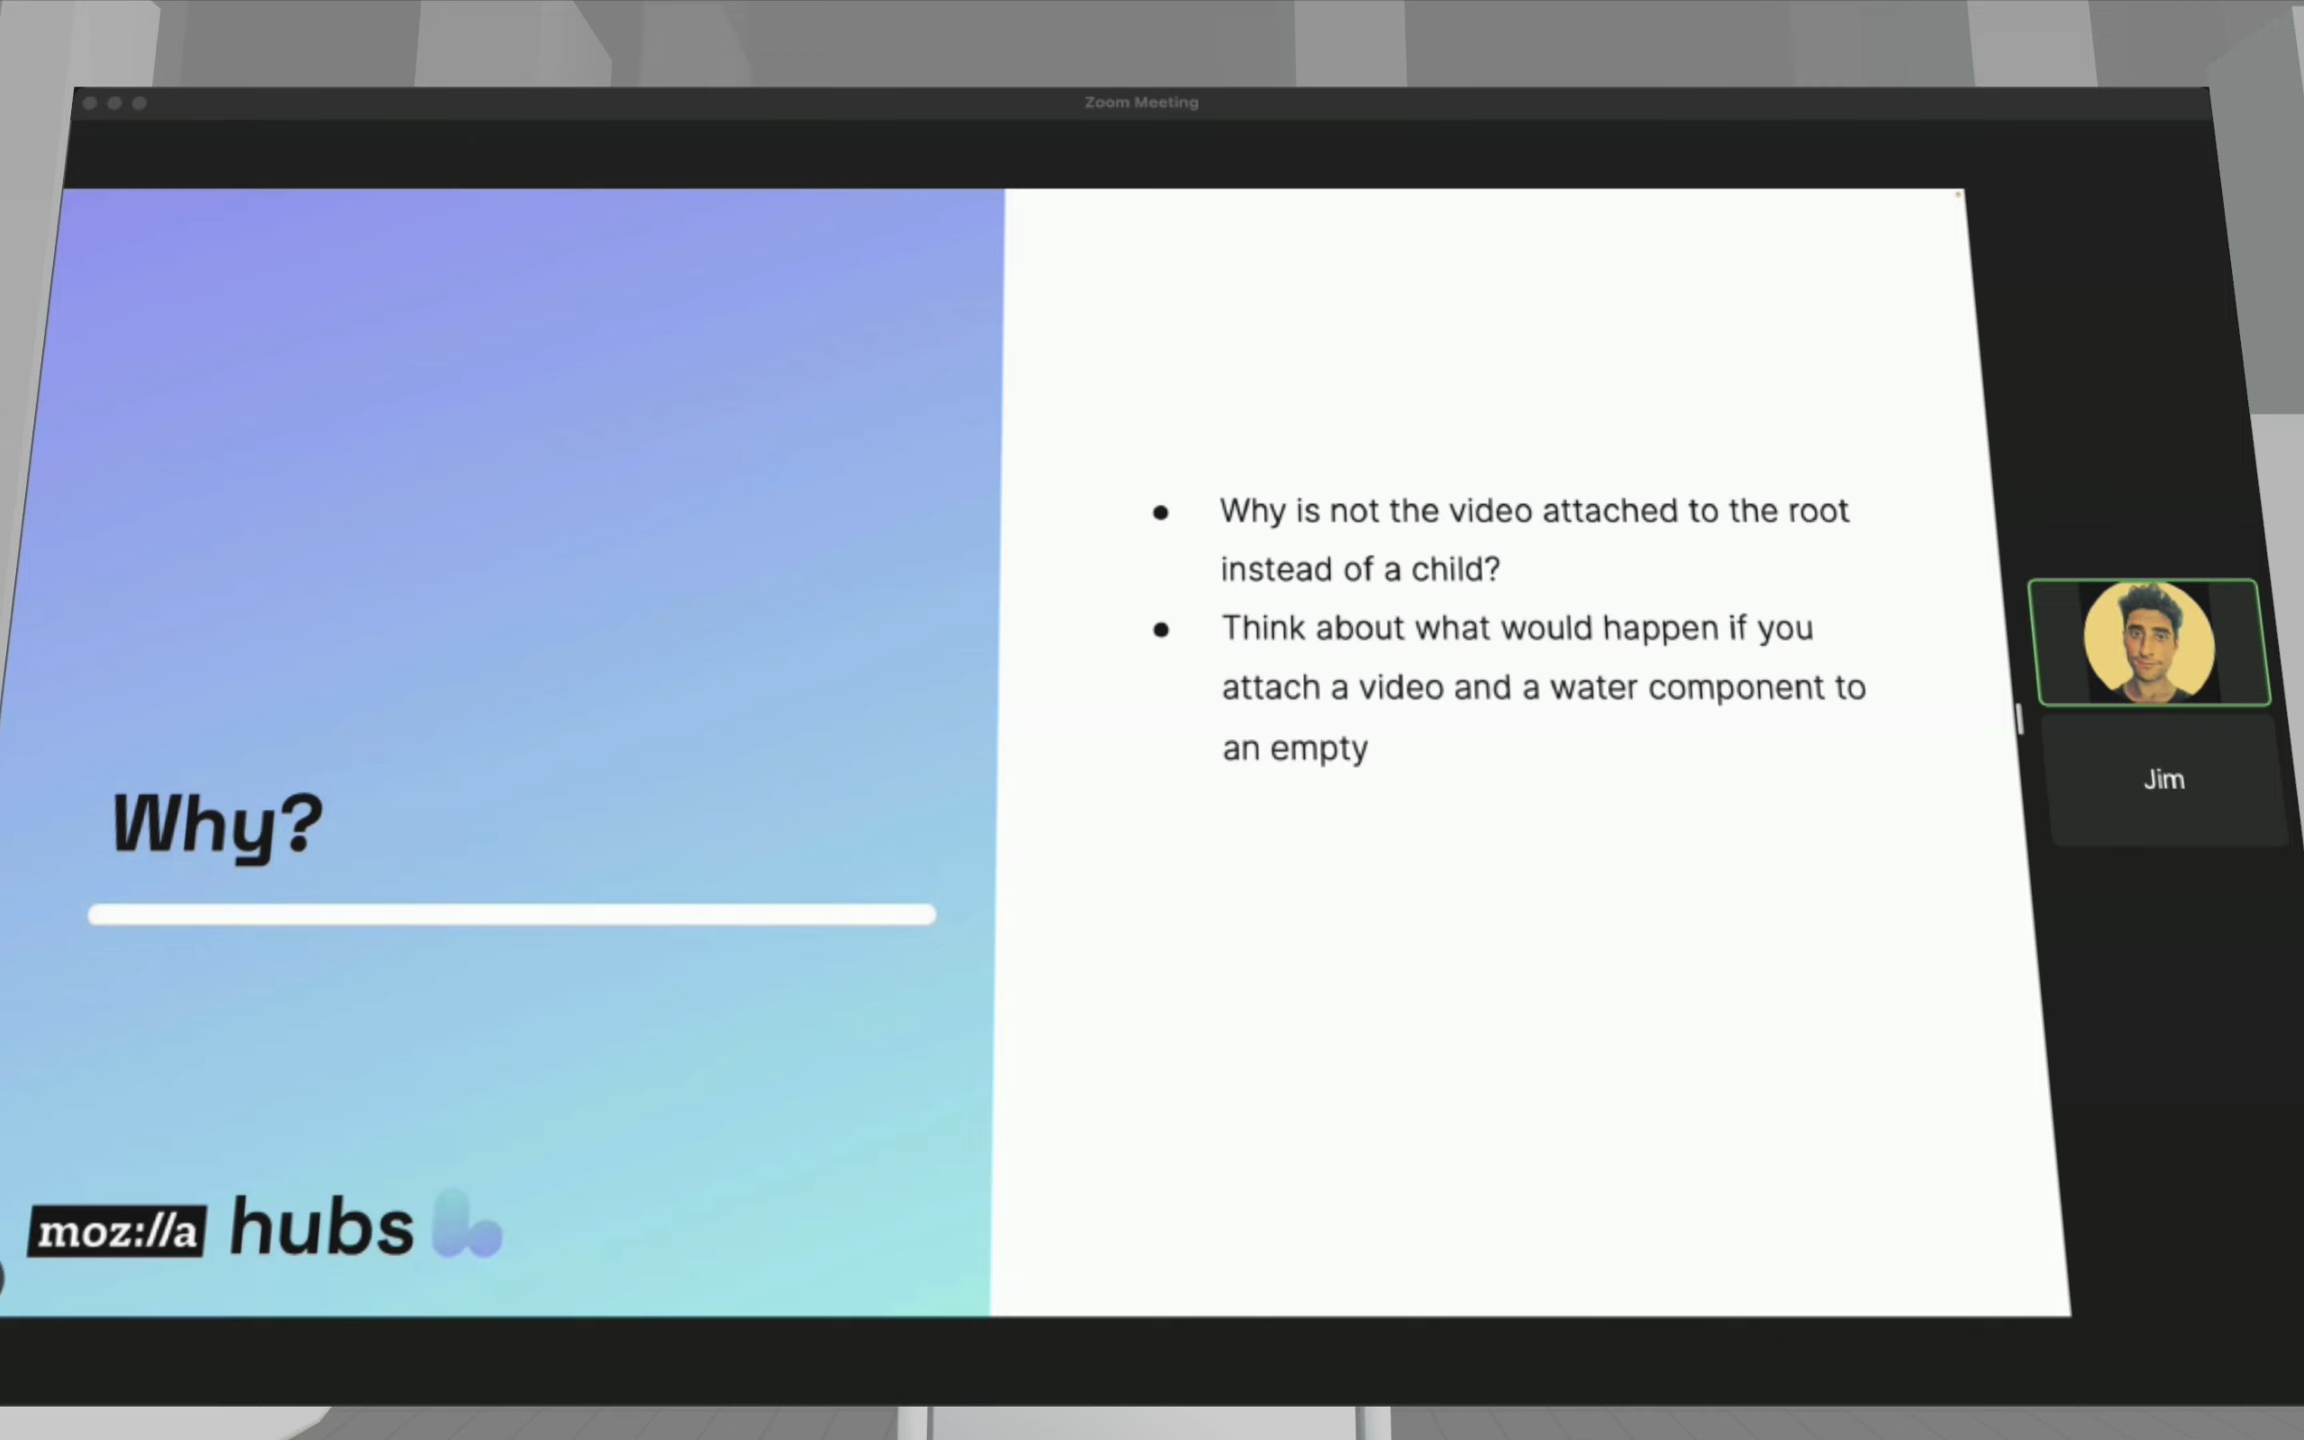 Zoom Meeting
Why?
moz://a hubs
Why is not the video attached to the root
instead of a child?
Think about what would happen if you
attach a video and a water component to
an empty
Jim